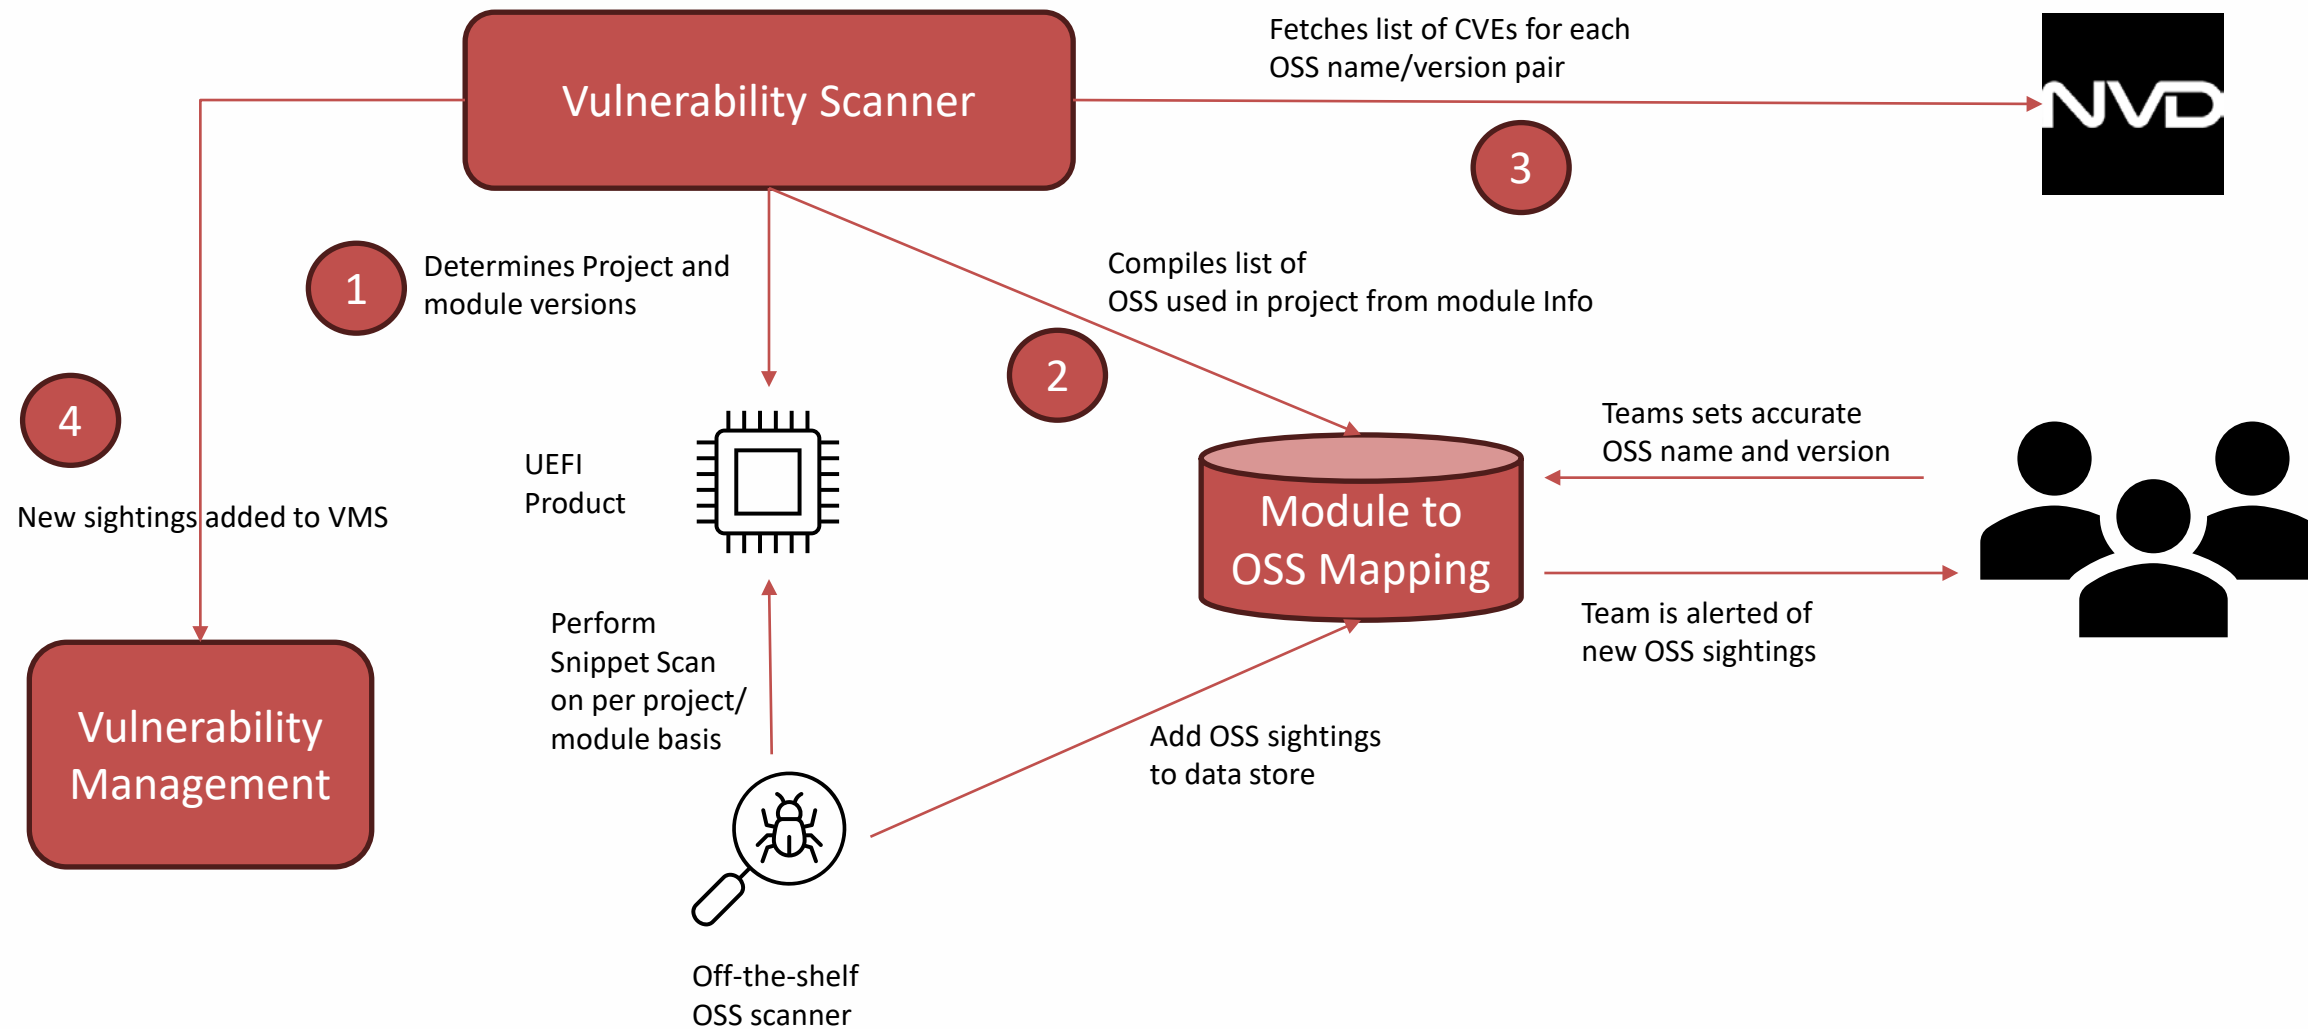 Fetches list of CVEs for each
OSS name/version pair
Vulnerability Scanner
NVD
3
1
Determines Project and
module versions
Compiles list of
OSS used in project from module Info
2
4
New sightings added to VMS
UEFI
Product
Teams sets accurate
OSS name and version
Module to
OSS Mapping
Team is alerted of
new OSS sightings
Perform
Snippet Scan
on per project/
module basis
Vulnerability
Management
Add OSS sightings
to data store
Off-the-shelf
OSS scanner